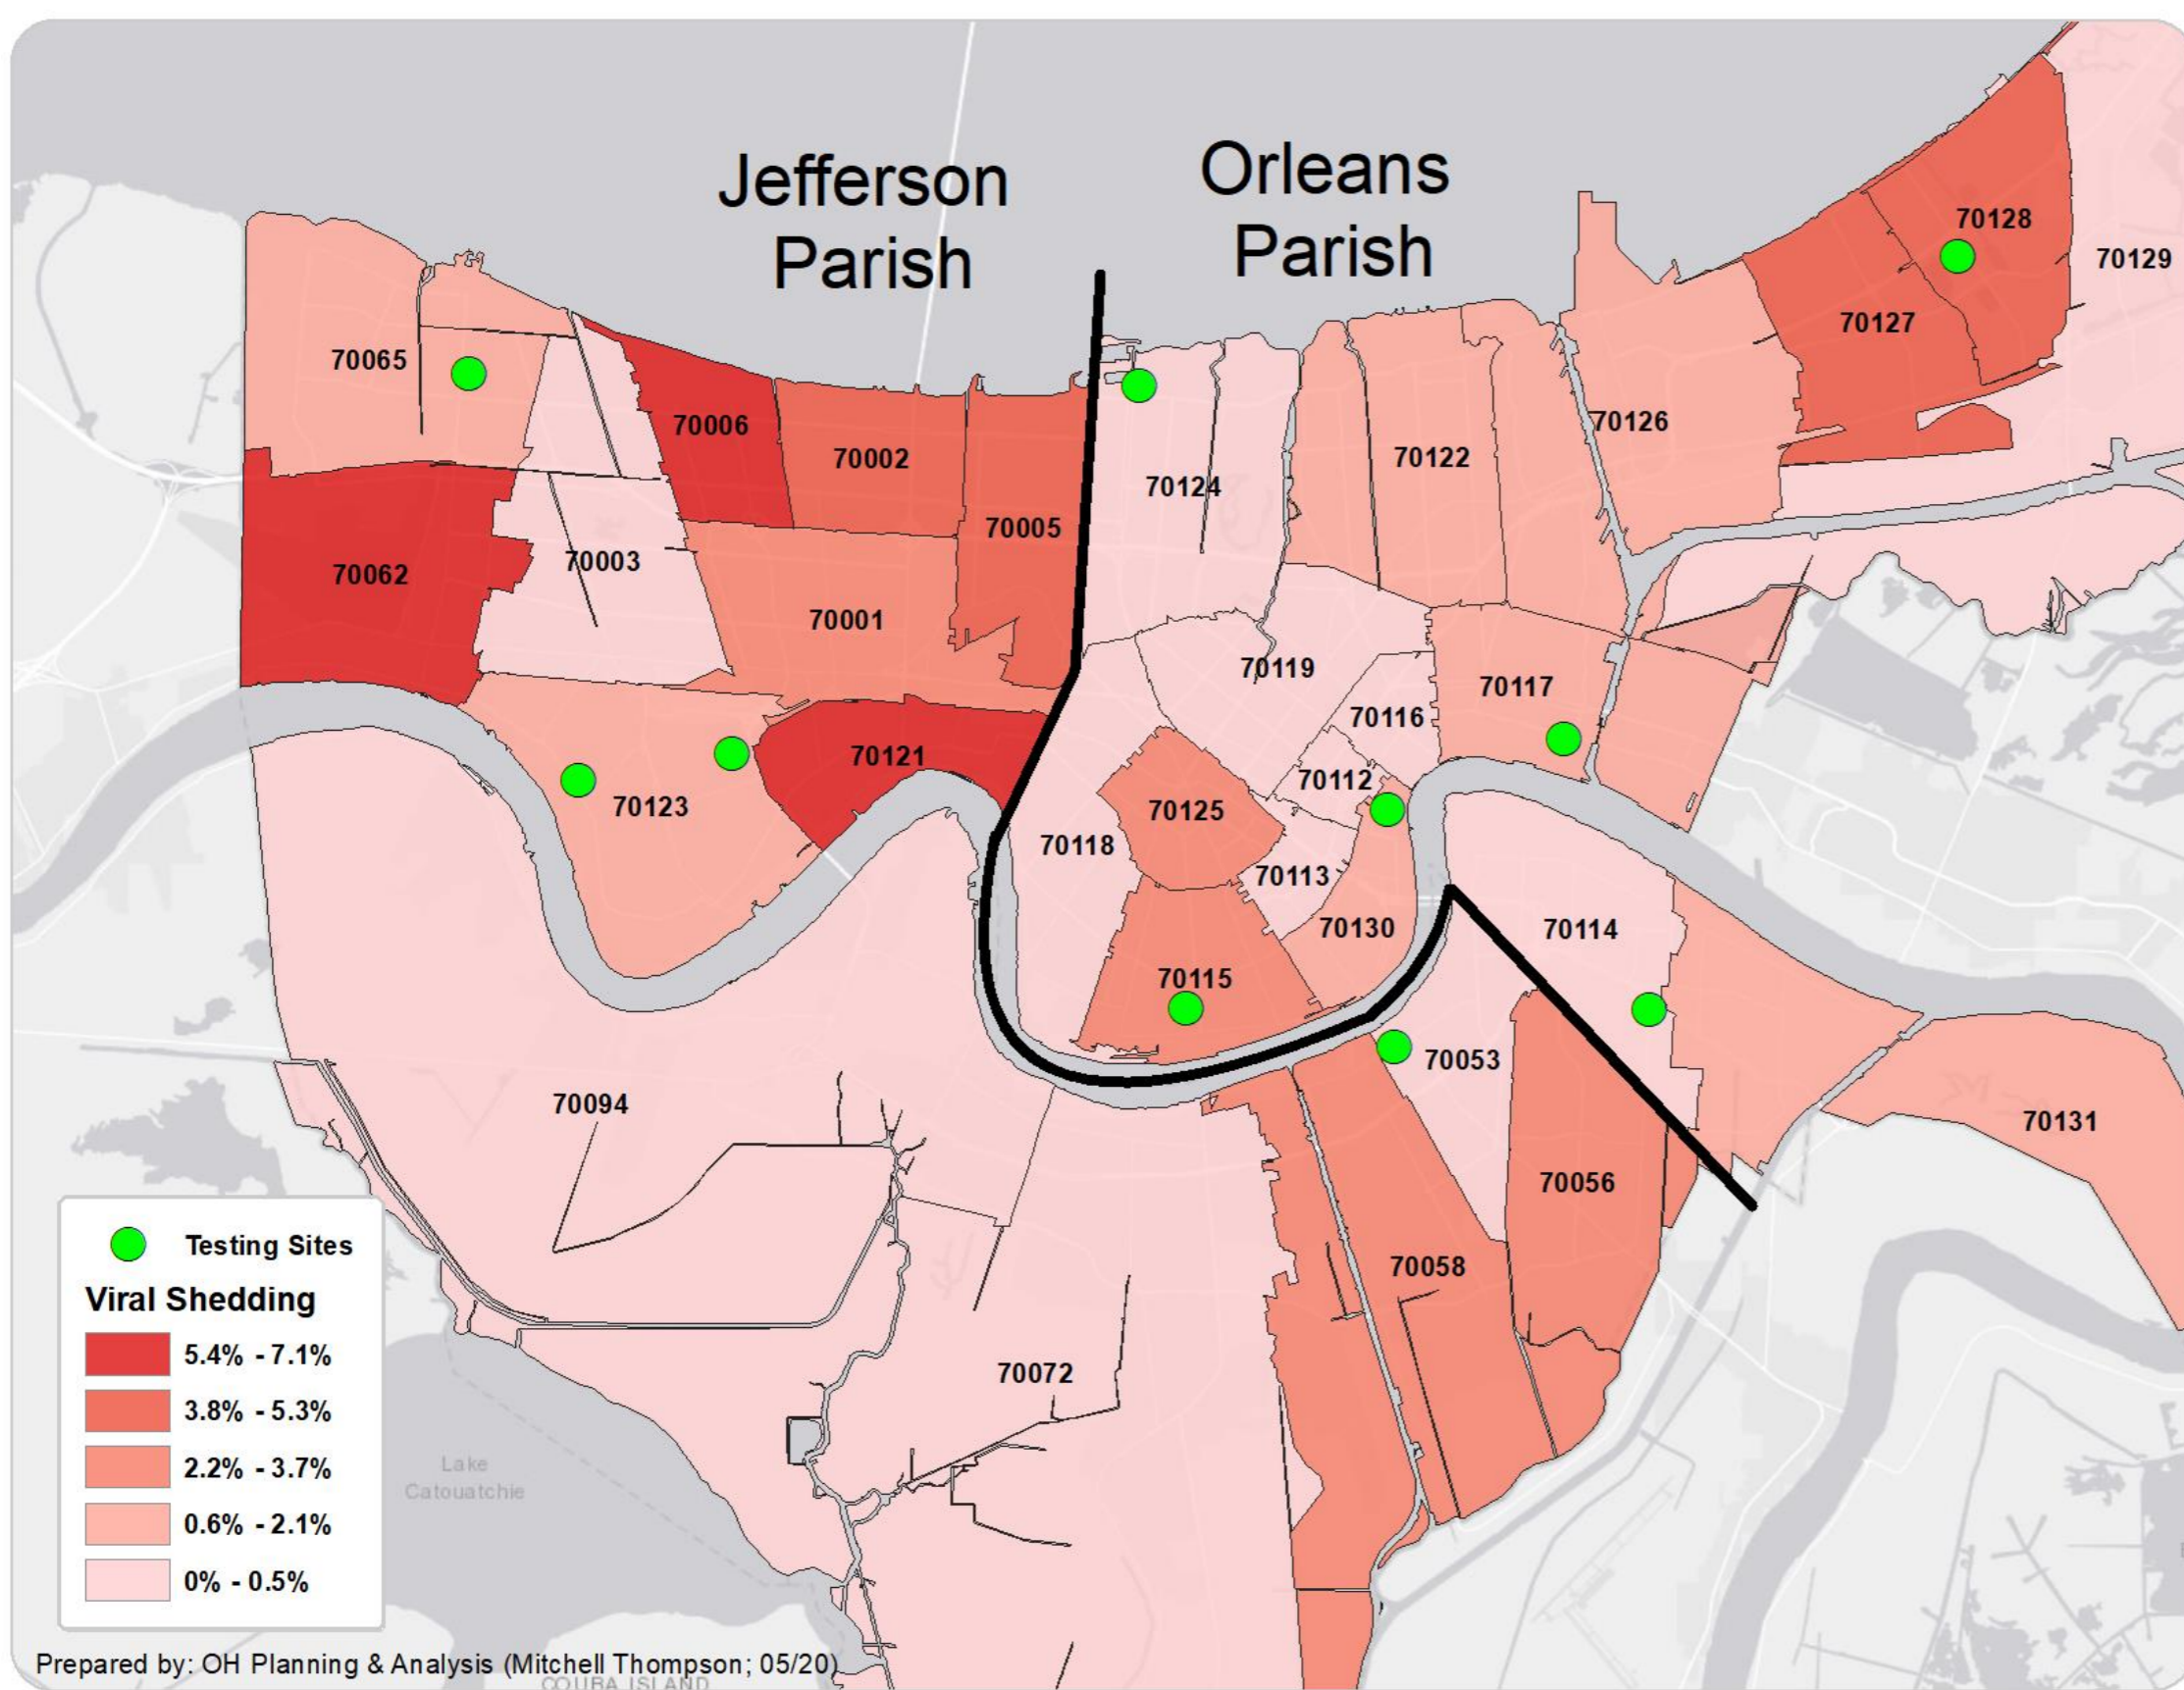 Jefferson
Parish
Orleans
Parish
70128
70129
70127
70065
70006
70002
70126
70122
70124
70005
70062
70003
70001
70119
70117
70116
70121
70112
70123
70125
70118
70113
70130
70114
70115
70053
70094
70131
70056
70058
70072
Testing Sites
Viral Shedding
5.4% - 7.1%
3.8% - 5.3%
2.2% - 3.7%
0.6% - 2.1%
0% - 0.5%
Lake
Catouatchie
Prepared by: OH Planning & Analysis (Mitchell Thompson; 05/20)
COUBA ISLAND